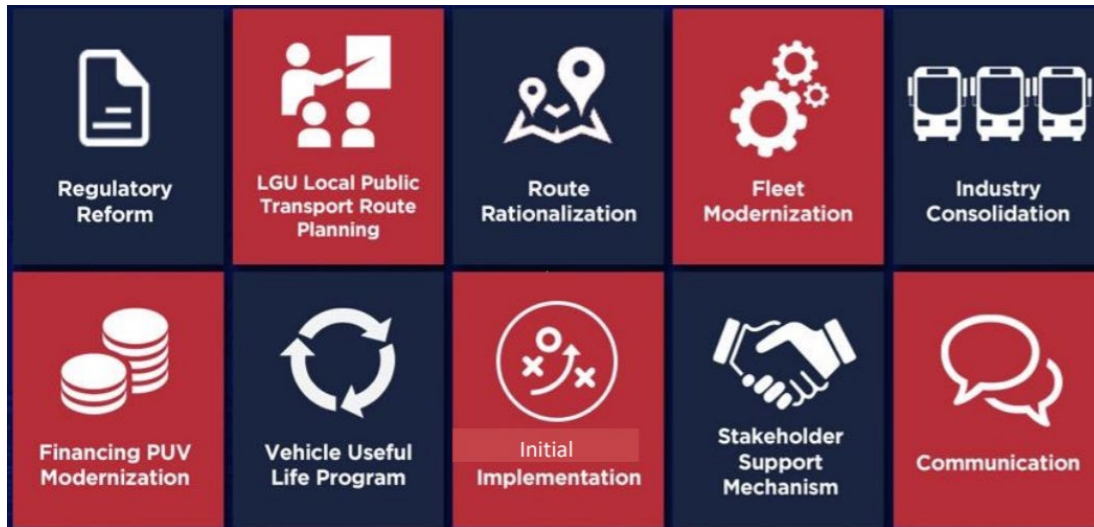 Regulatory
Reform
LGU Local Public
Transport Route
Planning
Route
Rationalization
Fleet
Modernization
Industry
Consolidation
Financing PUV
Modernization
Vehicle Useful
Life Program
Initial
Implementation
Stakeholder
Support
Mechanism
Communication